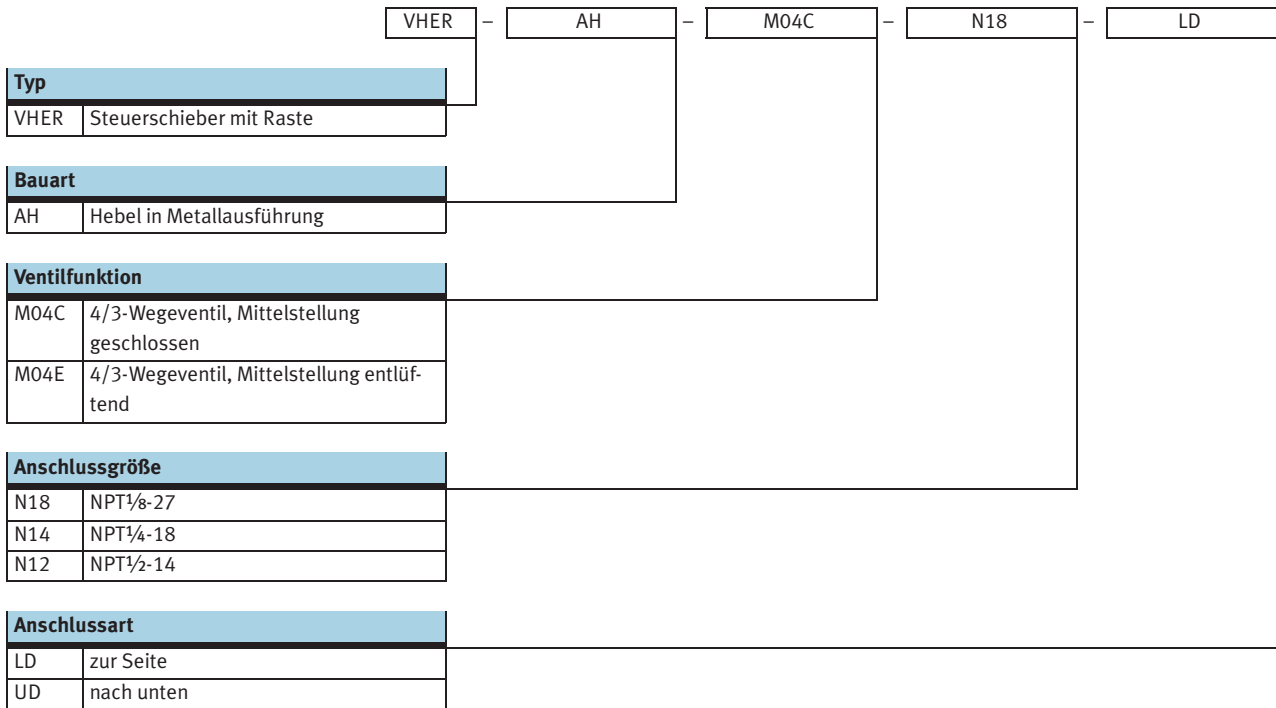 VHER – AH – M04C – N18 – LD
Typ
VHER Steuerschieber mit Raste
Bauart
AH Hebel in Metallausführung
Ventilfunktion
M04C 4/3-Wegeventil, Mittelstellung
geschlossen
M04E 4/3-Wegeventil, Mittelstellung entlüf-
tend
Anschlussgröße
N18 NPT⅛-27
N14 NPT¼-18
N12 NPT½-14
Anschlussart
LD zur Seite
UD nach unten